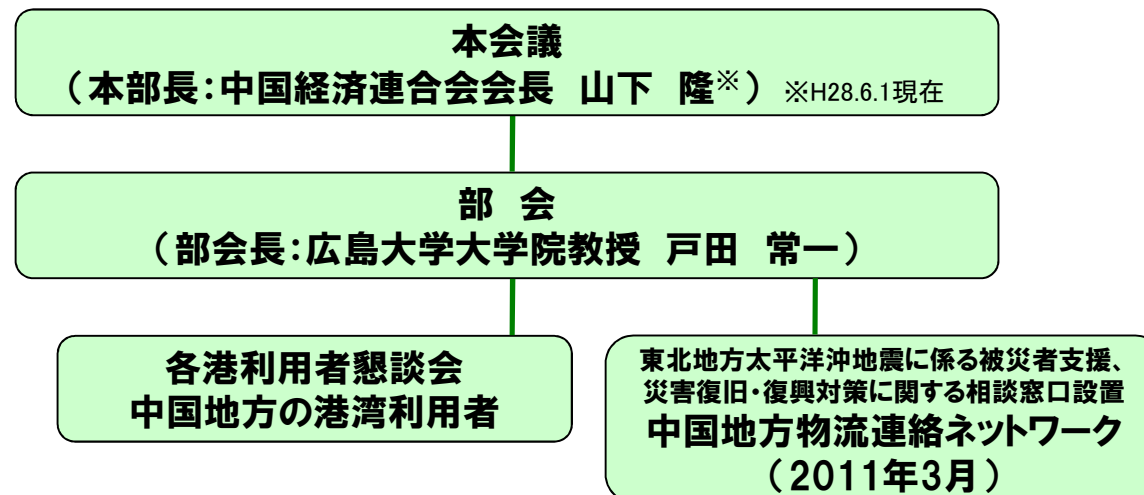 本会議
（本部長：中国経済連合会会長　山下　隆※） ※H28.6.1現在
部　会
（部会長：広島大学大学院教授　戸田　常一）
各港利用者懇談会
中国地方の港湾利用者
東北地方太平洋沖地震に係る被災者支援、
災害復旧・復興対策に関する相談窓口設置
中国地方物流連絡ネットワーク
（2011年3月）